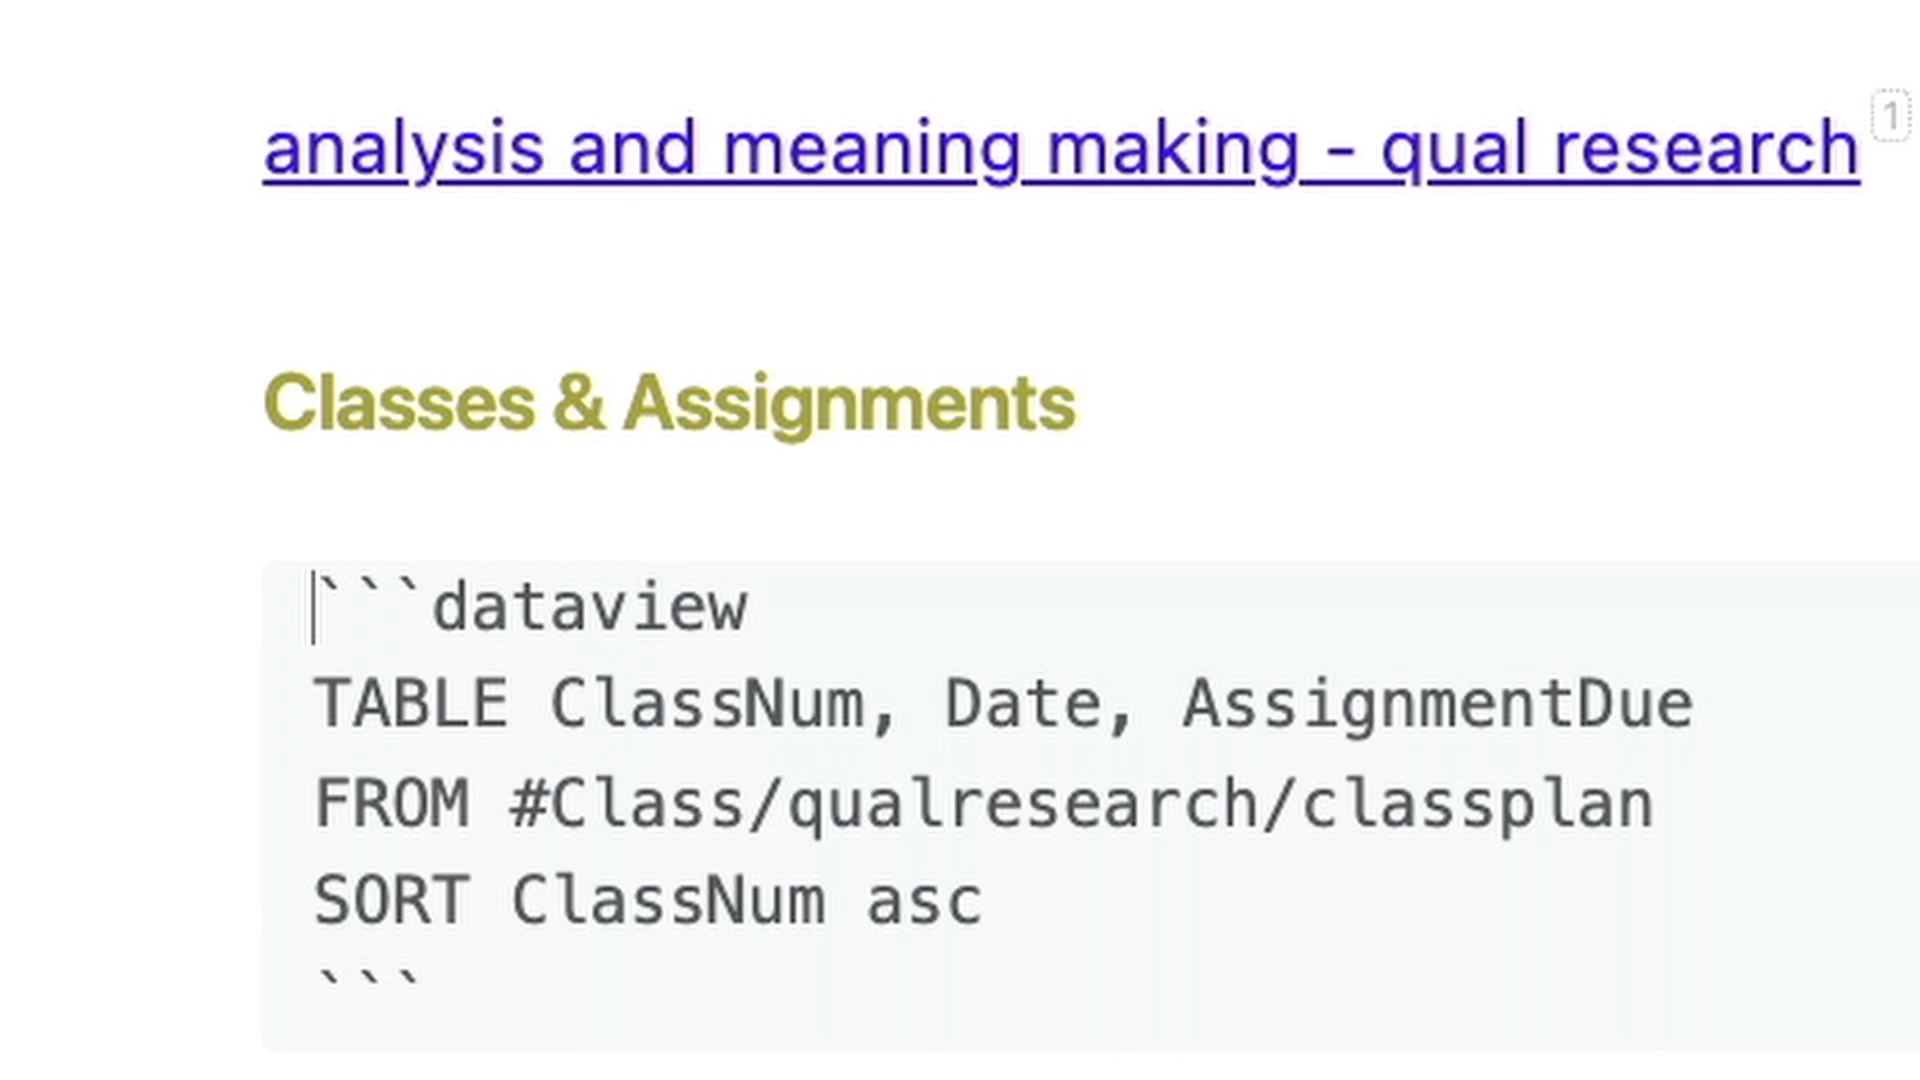 analysis and meaning making - qual research 1
Classes & Assignments
```dataview
TABLE ClassNum, Date, AssignmentDue
FROM #Class/qualresearch/classplan
SORT ClassNum asc
```